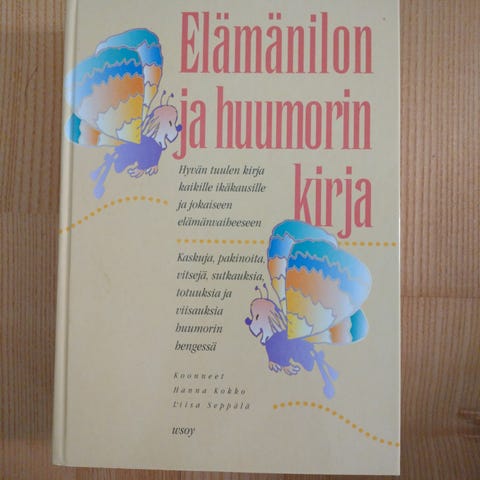 Elämänilon
ja huumorin
kirja
Hyvän tuulen kirja
kaikille ikäkausille
ja jokaiseen
elämänvaiheeseen
Kaskuja, pakinoita,
vitsejä, sutkauksia,
totuuksia ja
viisauksia
huumorin
hengessä
Koonneet
Hanna Kokko
Liisa Seppälä
wsoy